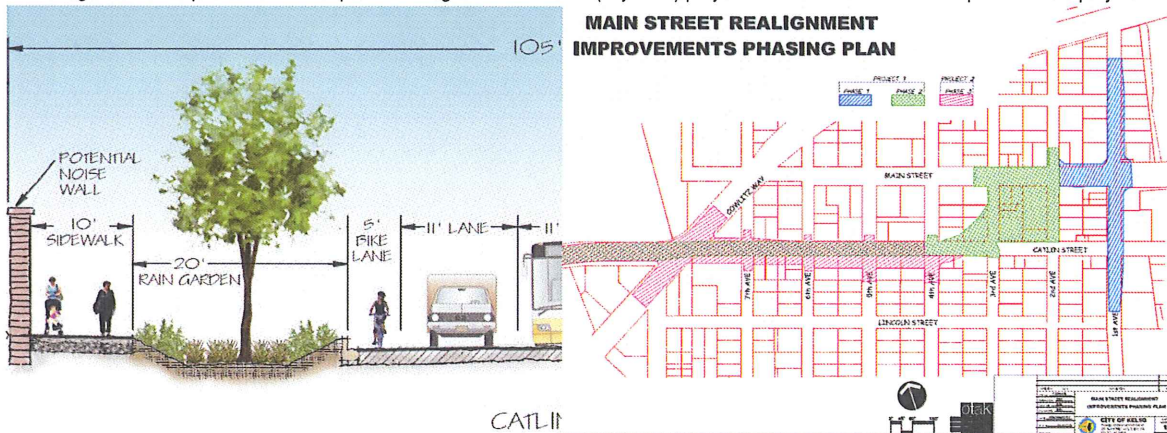 105'
POTENTIAL
NOISE
WALL
10'
SIDEWALK
20'
RAIN GARDEN
5'
BIKE
LANE
11' LANE
11'
CATLIN
MAIN STREET REALIGNMENT
IMPROVEMENTS PHASING PLAN
PROJECT 1
PROJECT 2
PHASE 1
PHASE 2
PHASE 3
MAIN STREET
COWLITZ WAY
CATLIN STREET
7th AVE
6th AVE
5th AVE
4th AVE
3rd AVE
2nd AVE
1st AVE
LINCOLN STREET
otak
MAIN STREET REALIGNMENT
IMPROVEMENTS PHASING PLAN
CITY OF KELSO